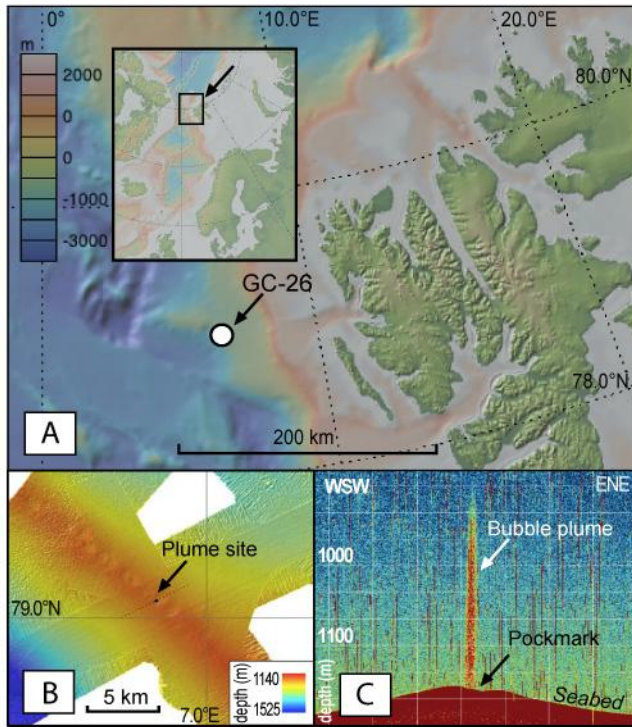 0°
10.0°E
20.0°E
m
2000
0
0
-1000
-3000
80.0°N
GC-26
78.0°N
A
200 km
Plume site
79.0°N
B
5 km
7.0°E
depth (m)
1140
1525
WSW
ENE
Bubble plume
1000
1100
Pockmark
depth (m)
C
Seabed